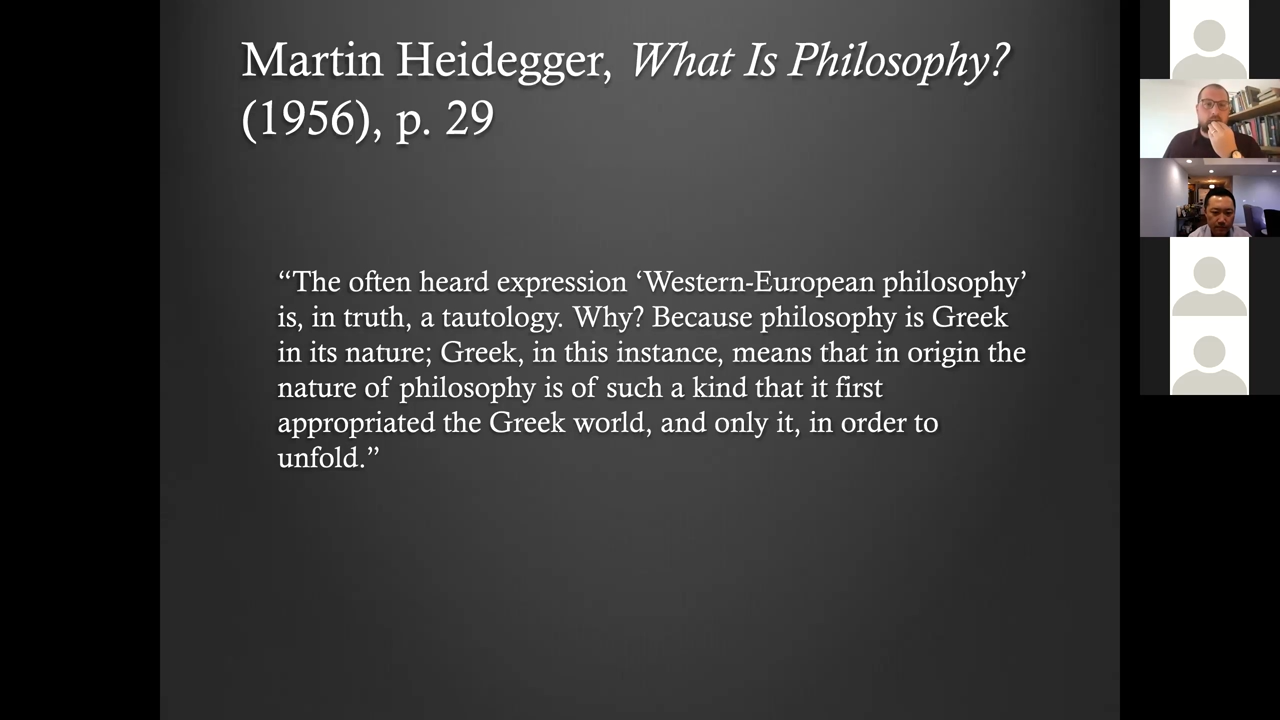 Martin Heidegger, What Is Philosophy?
(1956), p. 29
“The often heard expression ‘Western-European philosophy’
is, in truth, a tautology. Why? Because philosophy is Greek
in its nature; Greek, in this instance, means that in origin the
nature of philosophy is of such a kind that it first
appropriated the Greek world, and only it, in order to
unfold.”